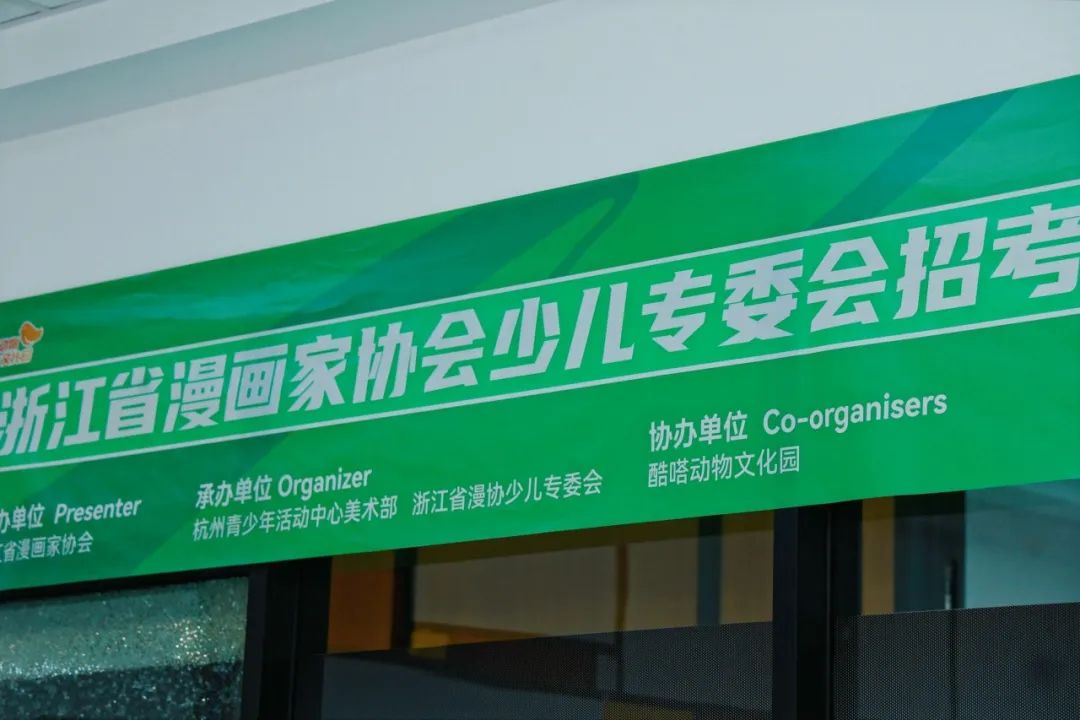 浙江省漫画家协会少儿专委会招考
办单位 Presenter
江省漫画家协会
承办单位 Organizer
杭州青少年活动中心美术部 浙江省漫协少儿专委会
协办单位 Co-organisers
酷嗒动物文化园